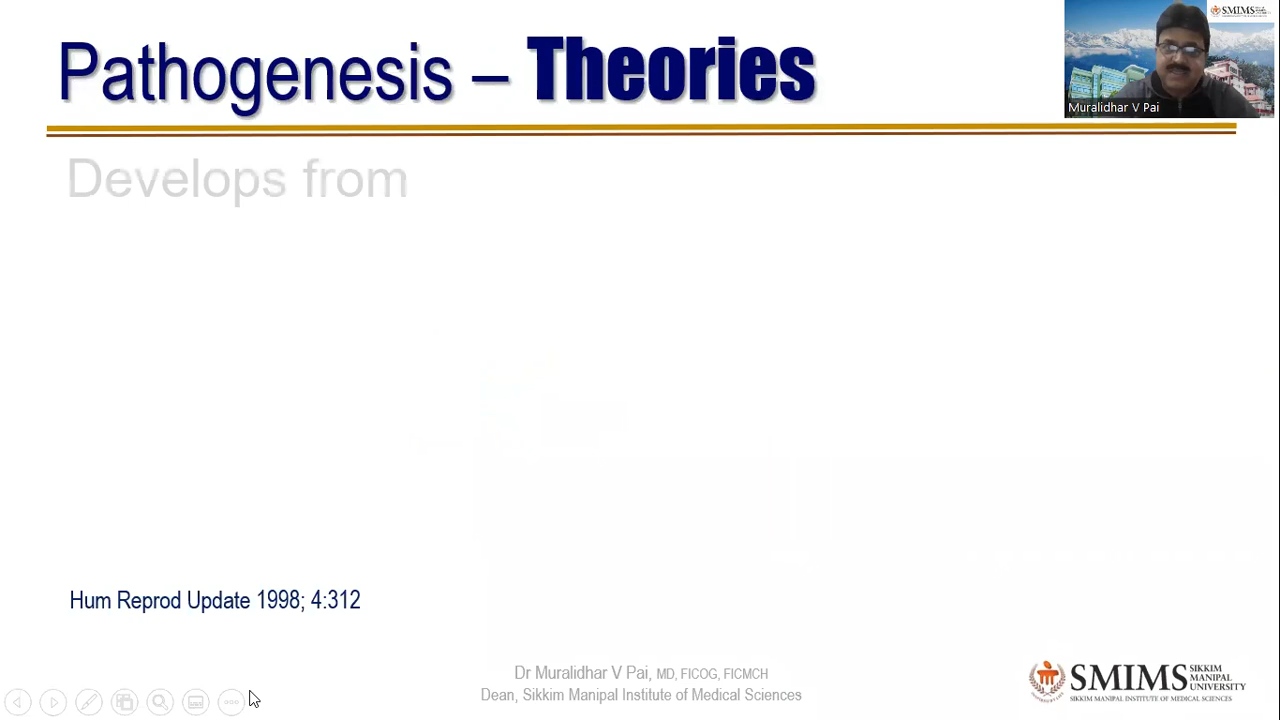 Pathogenesis – Theories
SMIMS
Muralidhar V Pai
Develops from
Hum Reprod Update 1998; 4:312
Dr Muralidhar V Pai, MD, FICOG, FICMCH
Dean, Sikkim Manipal Institute of Medical Sciences
SMIMS SIKKIM
MANIPAL
UNIVERSITY
SIKKIM MANIPAL INSTITUTE OF MEDICAL SCIENCES